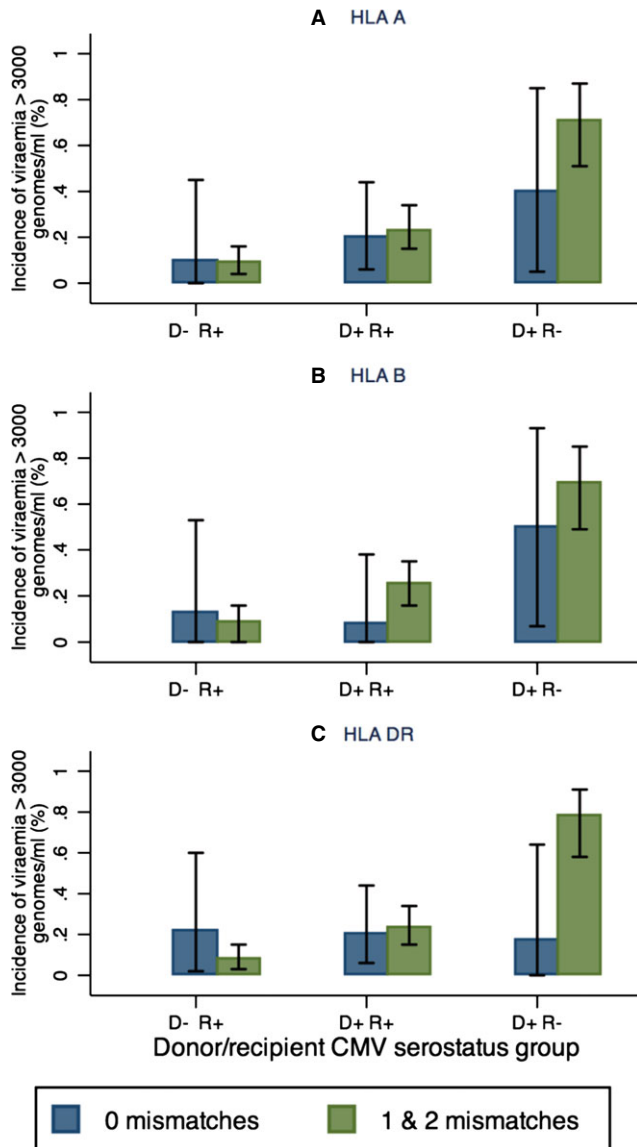 A HLA A
Incidence of viraemia > 3000
genomes/ml (%)
1
.8
.6
.4
.2
0
D- R+ D+ R+ D+ R-
B HLA B
Incidence of viraemia > 3000
genomes/ml (%)
1
.8
.6
.4
.2
0
D- R+ D+ R+ D+ R-
C HLA DR
Incidence of viraemia > 3000
genomes/ml (%)
1
.8
.6
.4
.2
0
D- R+ D+ R+ D+ R-
Donor/recipient CMV serostatus group
0 mismatches 1 & 2 mismatches